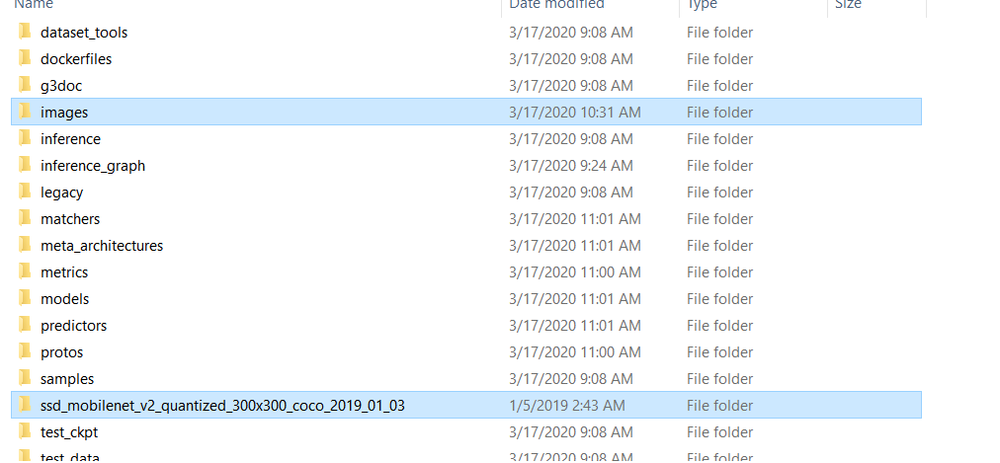 Name Date modified Type Size
dataset_tools 3/17/2020 9:08 AM File folder
dockerfiles 3/17/2020 9:08 AM File folder
g3doc 3/17/2020 9:08 AM File folder
images 3/17/2020 10:31 AM File folder
inference 3/17/2020 9:08 AM File folder
inference_graph 3/17/2020 9:24 AM File folder
legacy 3/17/2020 9:08 AM File folder
matchers 3/17/2020 11:01 AM File folder
meta_architectures 3/17/2020 11:01 AM File folder
metrics 3/17/2020 11:00 AM File folder
models 3/17/2020 11:01 AM File folder
predictors 3/17/2020 11:01 AM File folder
protos 3/17/2020 11:00 AM File folder
samples 3/17/2020 9:08 AM File folder
ssd_mobilenet_v2_quantized_300x300_coco_2019_01_03 1/5/2019 2:43 AM File folder
test_ckpt 3/17/2020 9:08 AM File folder
test_data 3/17/2020 9:08 AM File folder